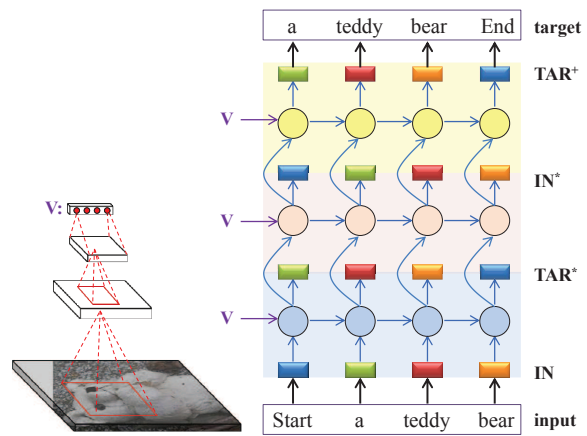 a teddy bear End target
TAR+
V
IN*
V:
V
TAR*
V
IN
Start a teddy bear input